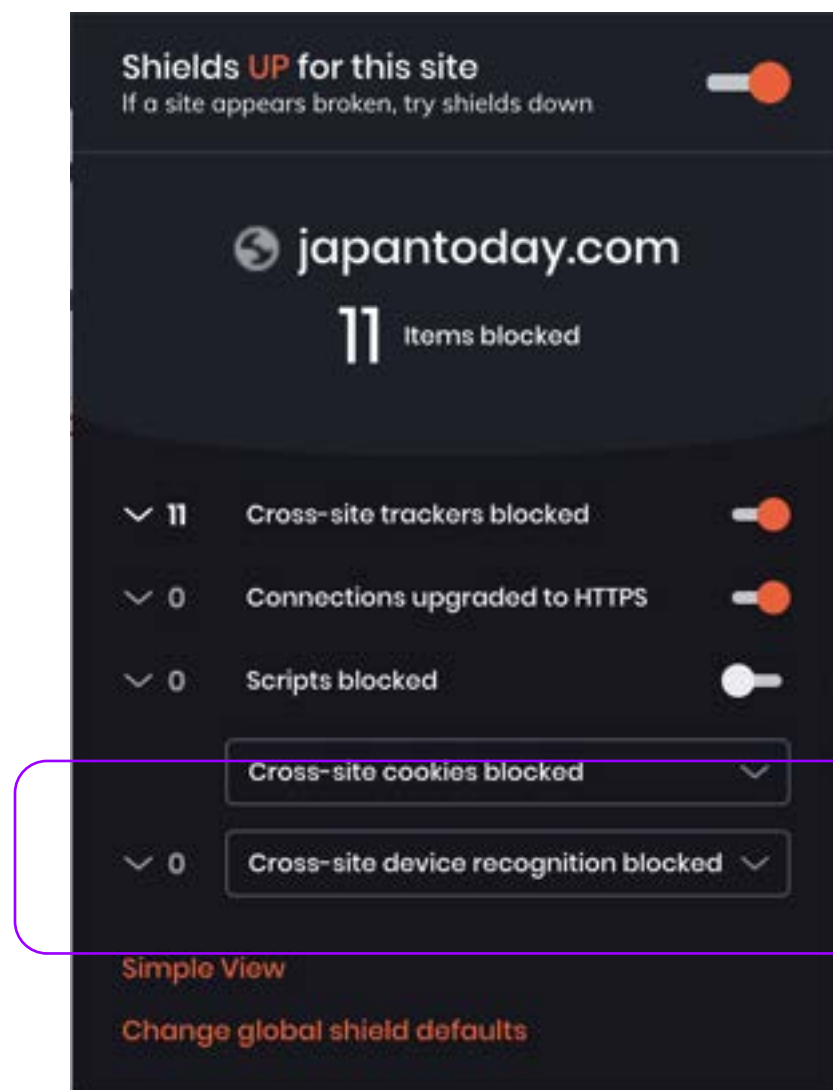 Shields UP for this site
If a site appears broken, try shields down
japantoday.com
11 Items blocked
11 Cross-site trackers blocked
0 Connections upgraded to HTTPS
0 Scripts blocked
Cross-site cookies blocked
0 Cross-site device recognition blocked
Simple View
Change global shield defaults